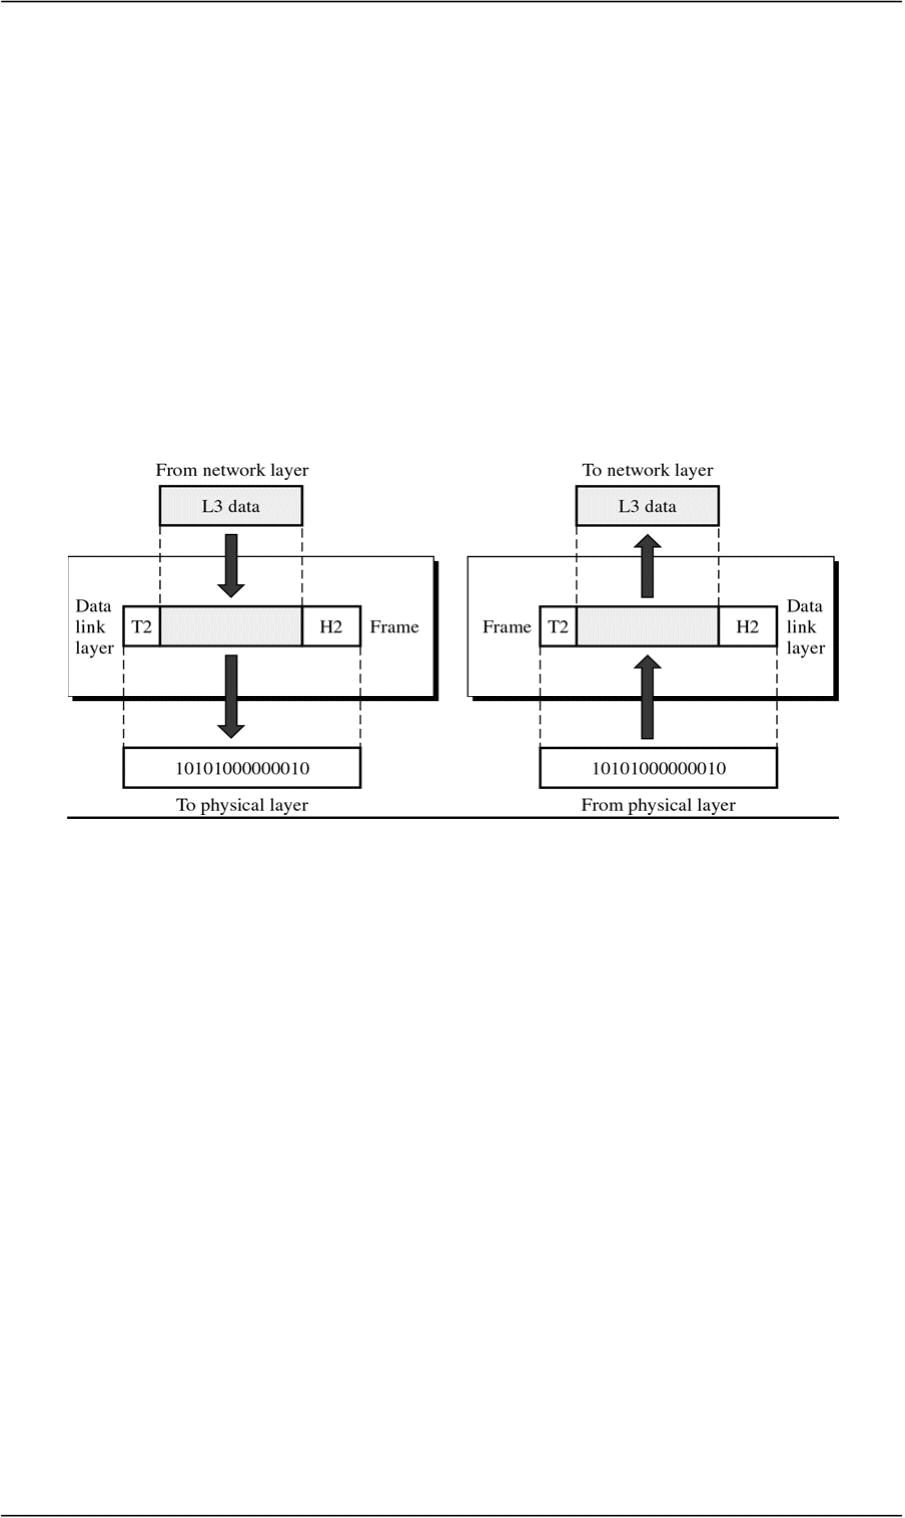 From network layer
L3 data
Data
link
layer
T2
H2
Frame
10101000000010
To physical layer
To network layer
L3 data
Frame
T2
H2
Data
link
layer
10101000000010
From physical layer